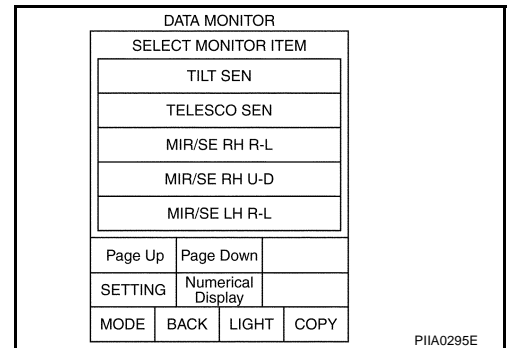 DATA MONITOR
SELECT MONITOR ITEM
TILT SEN
TELESCO SEN
MIR/SE RH R-L
MIR/SE RH U-D
MIR/SE LH R-L
Page Up Page Down
SETTING Numerical
Display
MODE BACK LIGHT COPY
PIIA0295E